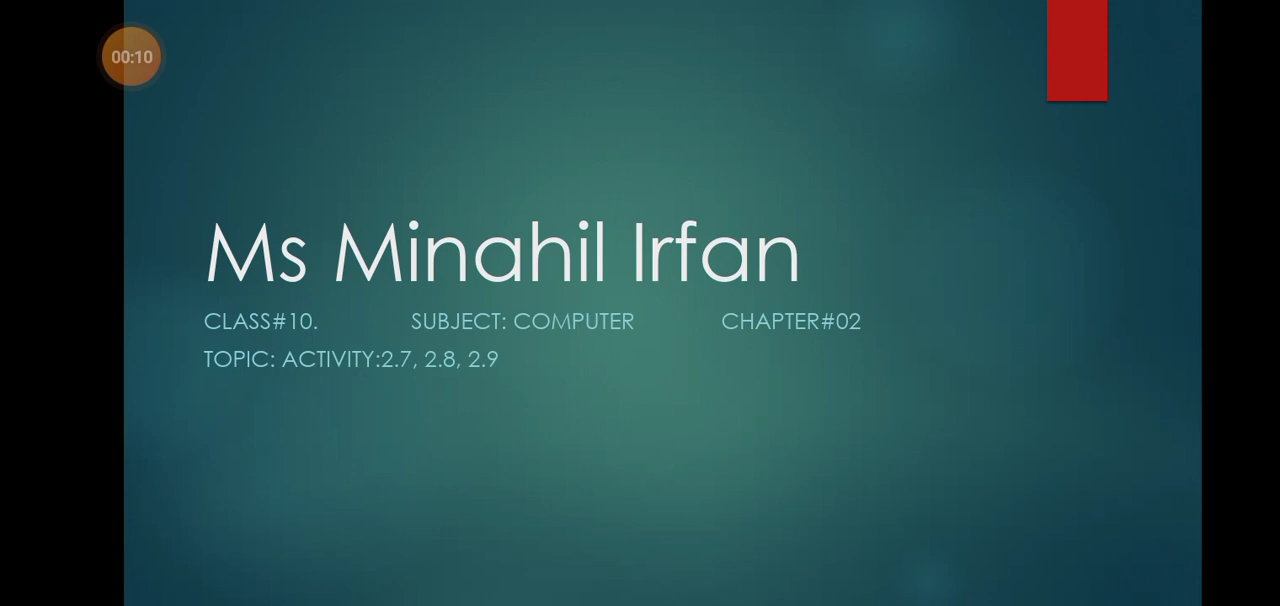 00:10
Ms Minahil Irfan
CLASS#10. SUBJECT: COMPUTER CHAPTER#02
TOPIC: ACTIVITY:2.7, 2.8, 2.9